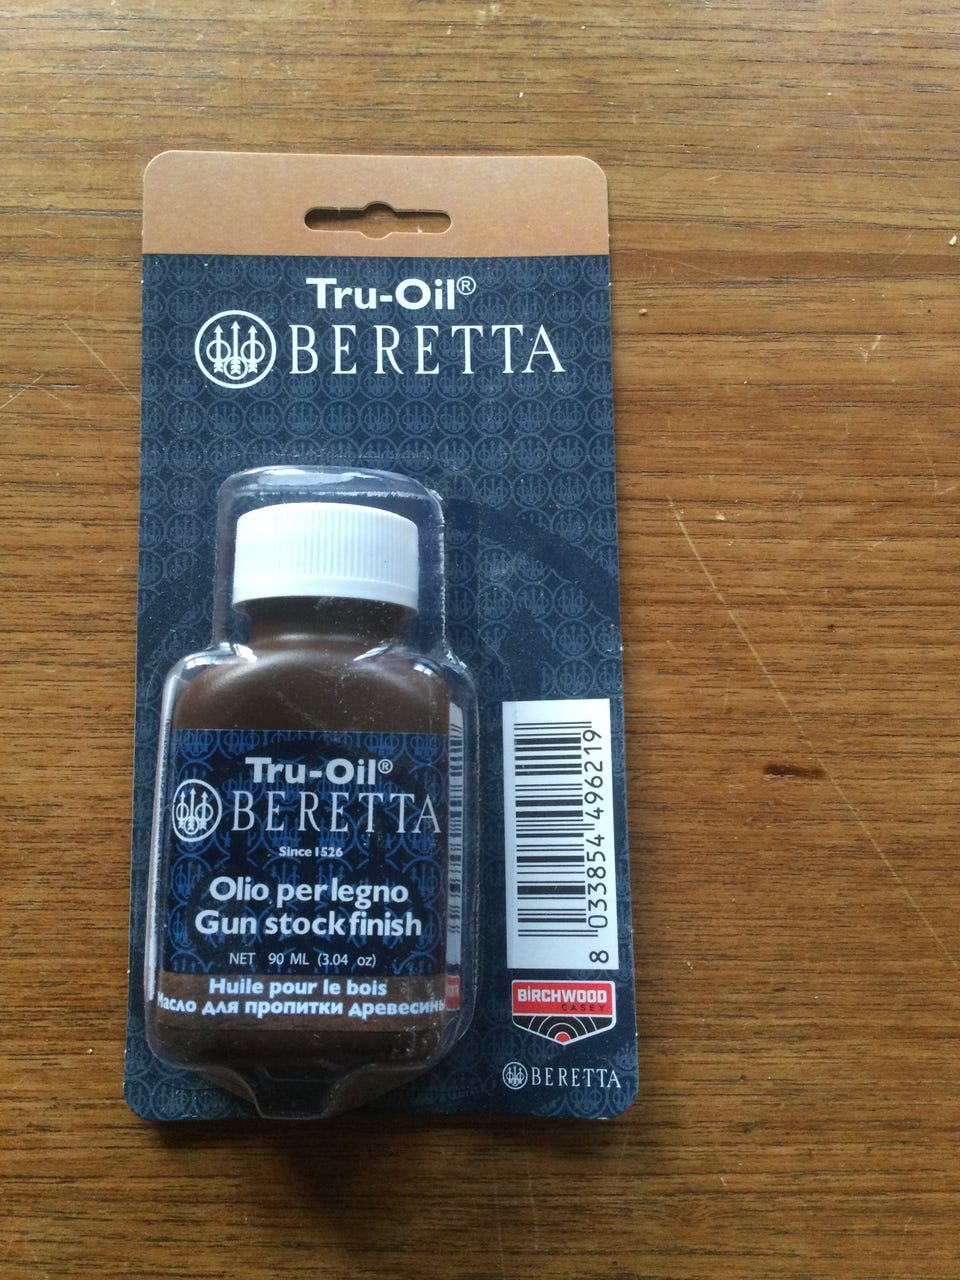 Tru-Oil®
BERETTA
Tru-Oil®
BERETTA
Since 1526
Olio per legno
Gun stock finish
NET 90 ML (3.04 oz)
Huile pour le bois
Масло для пропитки древесины
8 033854 496219
BiRCHWOOD
CASEY
BERETTA